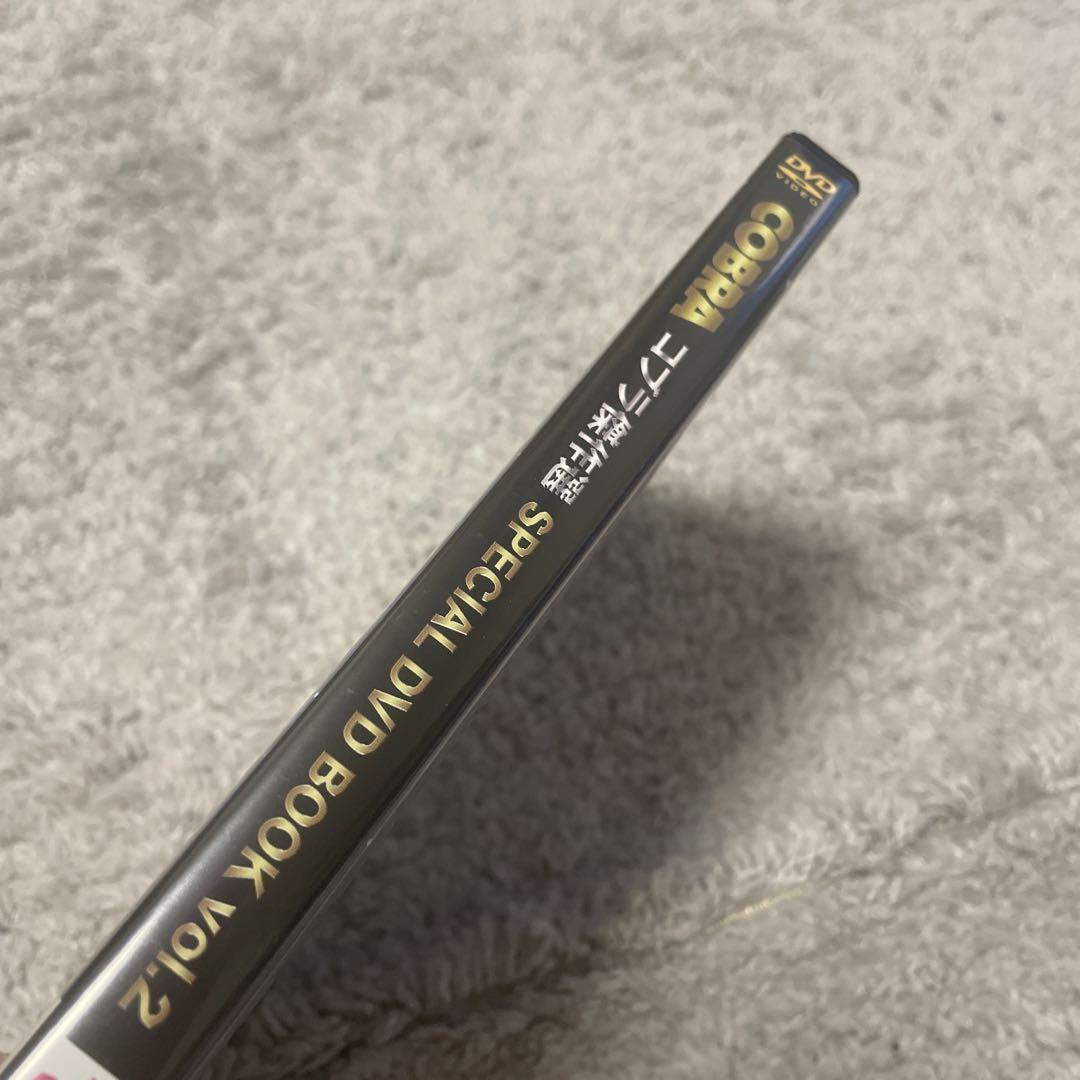 DVD
VIDEO
COBRA コブラ傑作選 SPECIAL DVD BOOK vol.2